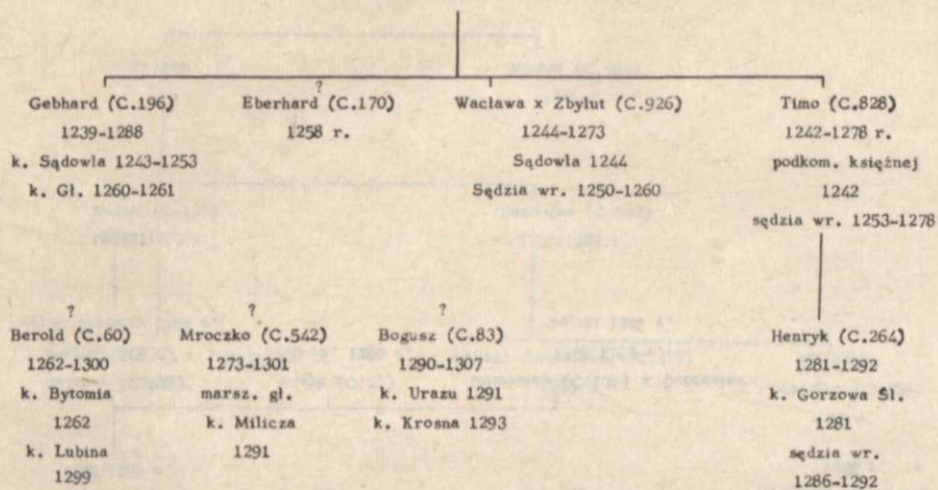 ?
Gebhard (C.196) Eberhard (C.170) Wacława x Zbylut (C.926) Timo (C.828)
1239-1288 1258 r. 1244-1273 1242-1278 r.
k. Sądowla 1243-1253 Sądowla 1244 podkom. księżnej
k. Gł. 1260-1261 Sędzia wr. 1250-1260 1242
sędzia wr. 1253-1278
? ? ?
Berold (C.60) Mroczko (C.542) Bogusz (C.83) Henryk (C.264)
1262-1300 1273-1301 1290-1307 1281-1292
k. Bytomia marsz. gł. k. Urazu 1291 k. Gorzowa Śl.
1262 k. Milicza k. Krosna 1293 1281
k. Lubina 1291 sędzia wr.
1299 1286-1292